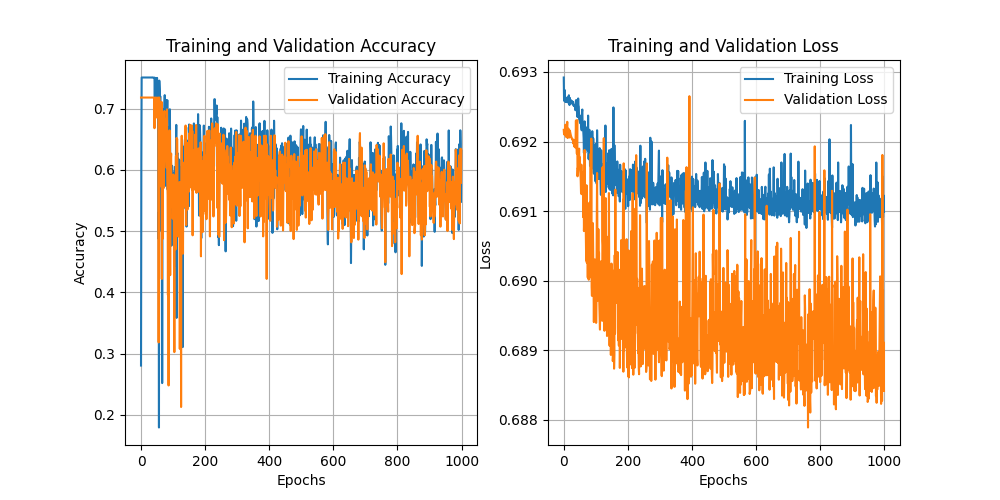 Training and Validation Accuracy
Training Accuracy
Validation Accuracy
0.7
0.6
0.5
0.4
0.3
0.2
Accuracy
0 200 400 600 800 1000
Epochs
Training and Validation Loss
Training Loss
Validation Loss
0.693
0.692
0.691
0.690
0.689
0.688
Loss
0 200 400 600 800 1000
Epochs